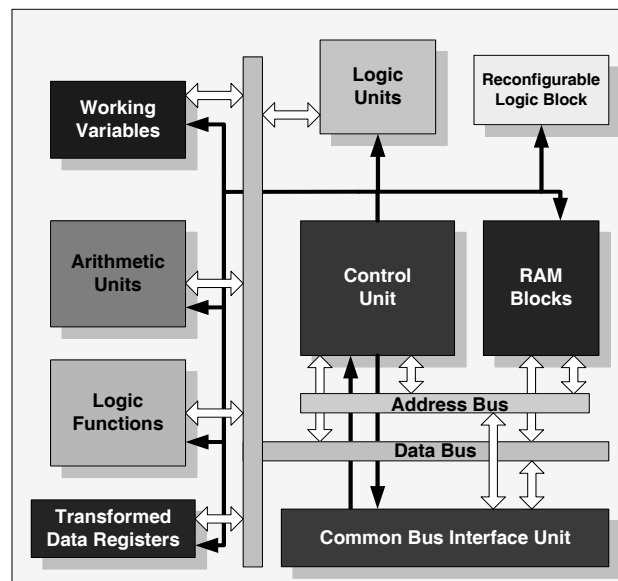 Working
Variables
Logic
Units
Reconfigurable
Logic Block
Arithmetic
Units
Control
Unit
RAM
Blocks
Logic
Functions
Address Bus
Data Bus
Transformed
Data Registers
Common Bus Interface Unit